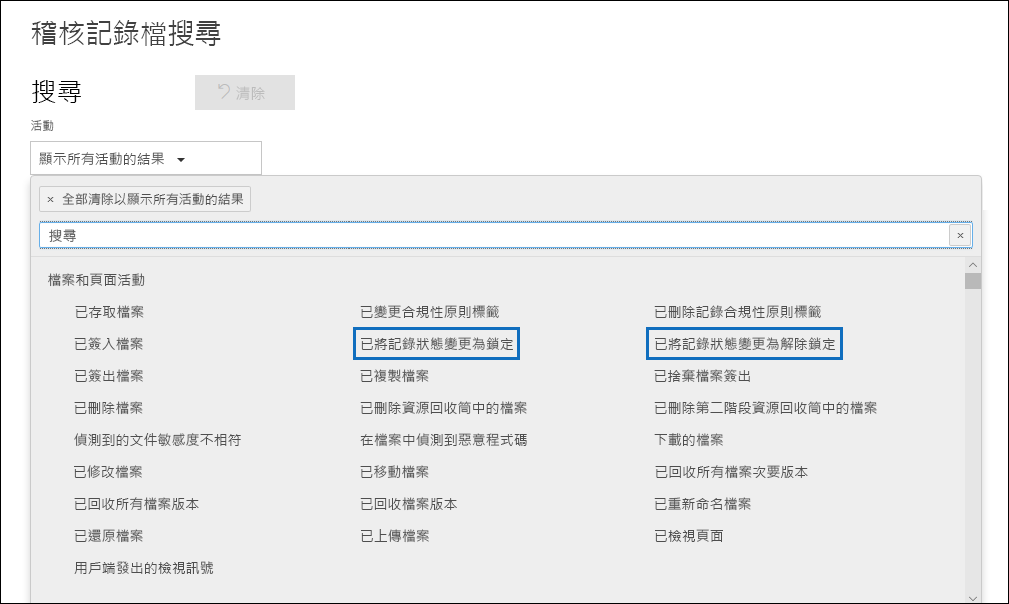 稽核記錄檔搜尋
搜尋
清除
活動
顯示所有活動的結果
× 全部清除以顯示所有活動的結果
搜尋 ×
檔案和頁面活動
已存取檔案 已變更合規性原則標籤 已刪除記錄合規性原則標籤
已簽入檔案 已將記錄狀態變更為鎖定 已將記錄狀態變更為解除鎖定
已簽出檔案 已複製檔案 已捨棄檔案簽出
已刪除檔案 已刪除資源回收筒中的檔案 已刪除第二階段資源回收筒中的檔案
偵測到的文件敏感度不相符 在檔案中偵測到惡意程式碼 下載的檔案
已修改檔案 已移動檔案 已回收所有檔案次要版本
已回收所有檔案版本 已回收檔案版本 已重新命名檔案
已還原檔案 已上傳檔案 已檢視頁面
用戶端發出的檢視訊號